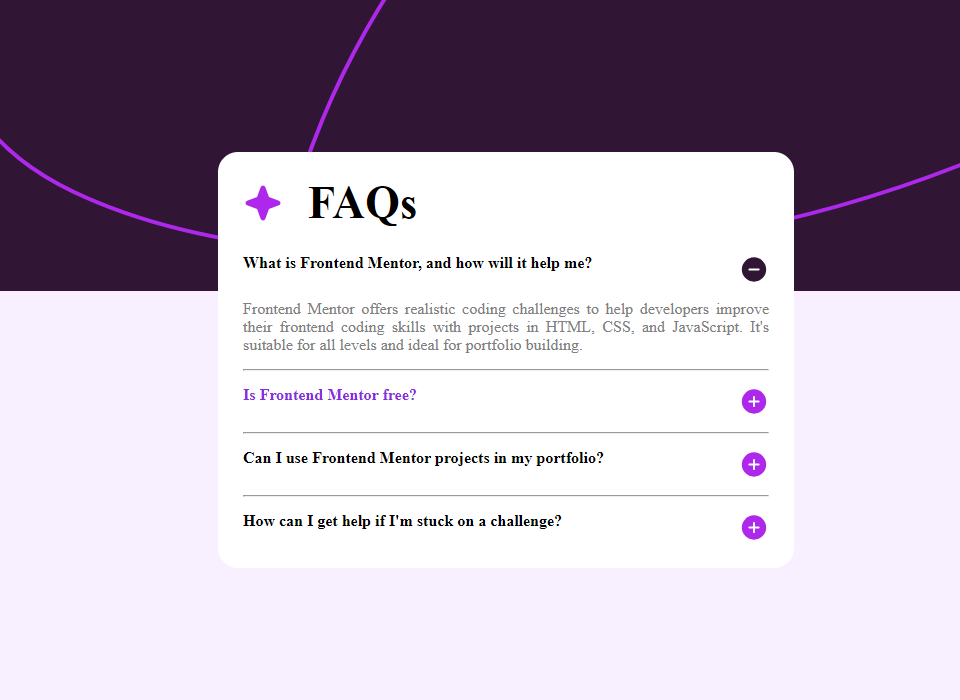 FAQs
What is Frontend Mentor, and how will it help me?
Frontend Mentor offers realistic coding challenges to help developers improve
their frontend coding skills with projects in HTML, CSS, and JavaScript. It's
suitable for all levels and ideal for portfolio building.
Is Frontend Mentor free?
Can I use Frontend Mentor projects in my portfolio?
How can I get help if I'm stuck on a challenge?